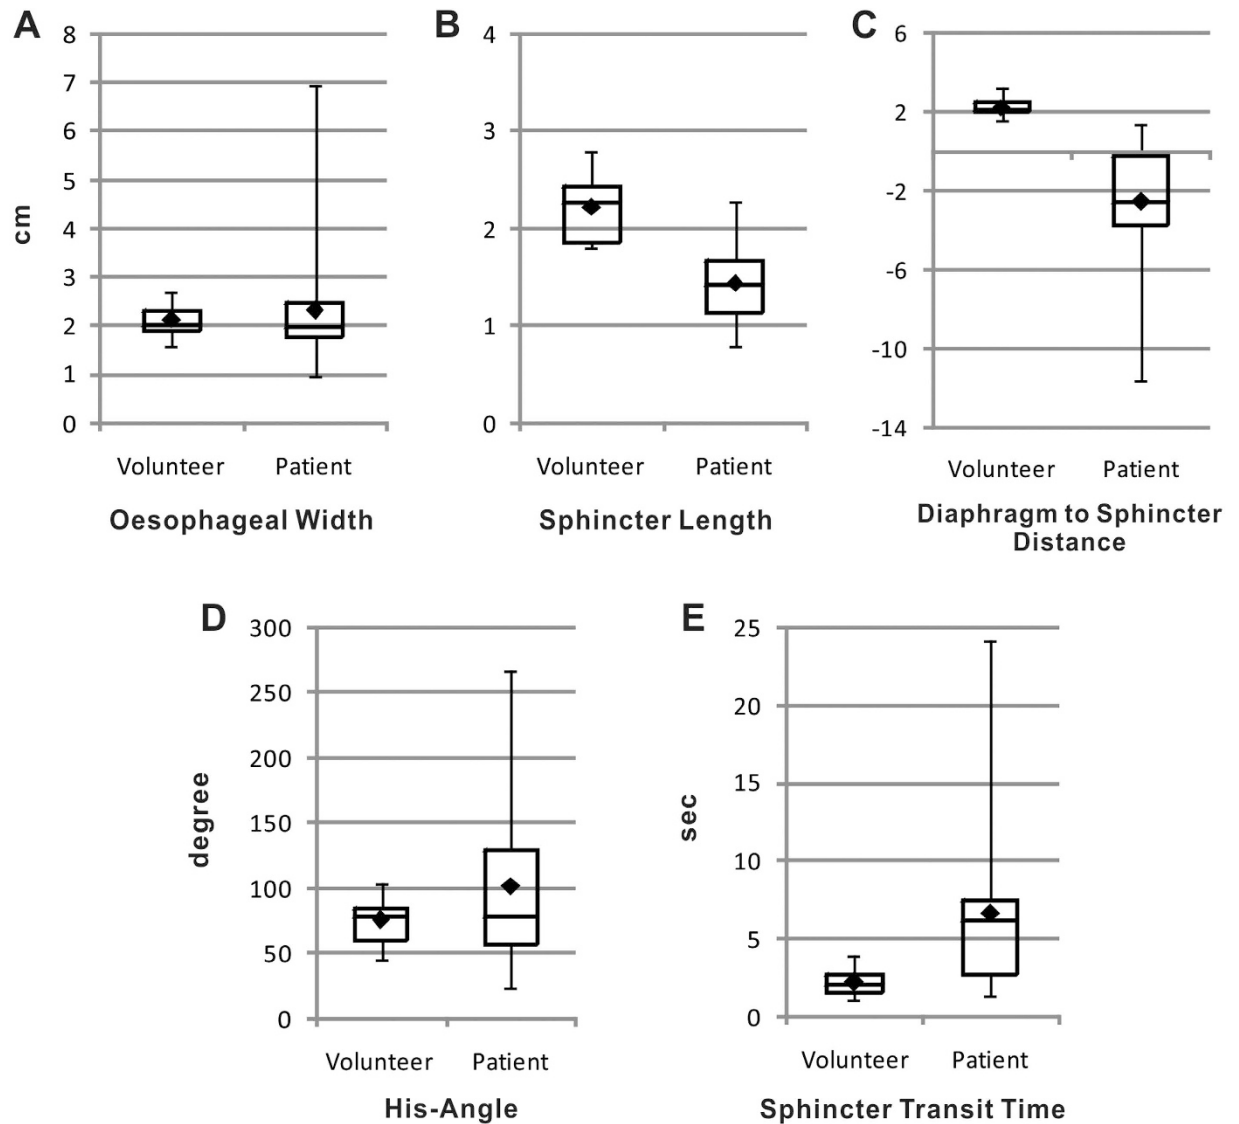 A
8
7
6
5
4
3
2
1
0
cm
Volunteer Patient
Oesophageal Width
B
4
3
2
1
0
Volunteer Patient
Sphincter Length
C
6
2
-2
-6
-10
-14
Volunteer Patient
Diaphragm to Sphincter
Distance
D
300
250
200
150
100
50
0
degree
Volunteer Patient
His-Angle
E
25
20
15
10
5
0
sec
Volunteer Patient
Sphincter Transit Time